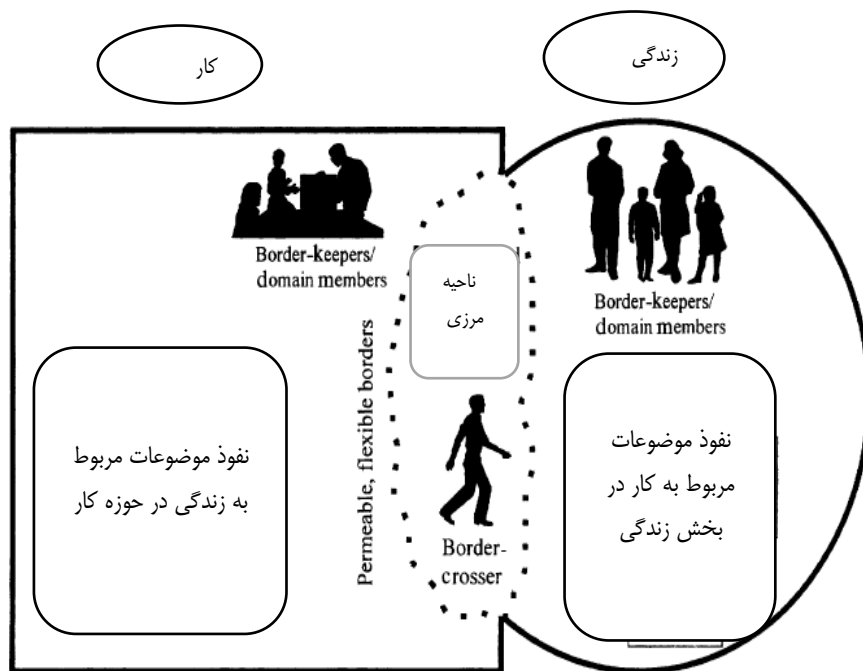 کار
زندگی
Border-keepers/
domain members
Border-keepers/
domain members
ناحیه
مرزی
Permeable, flexible borders
نفوذ موضوعات مربوط
به زندگی در حوزه کار
نفوذ موضوعات
مربوط به کار در
بخش زندگی
Border-
crosser